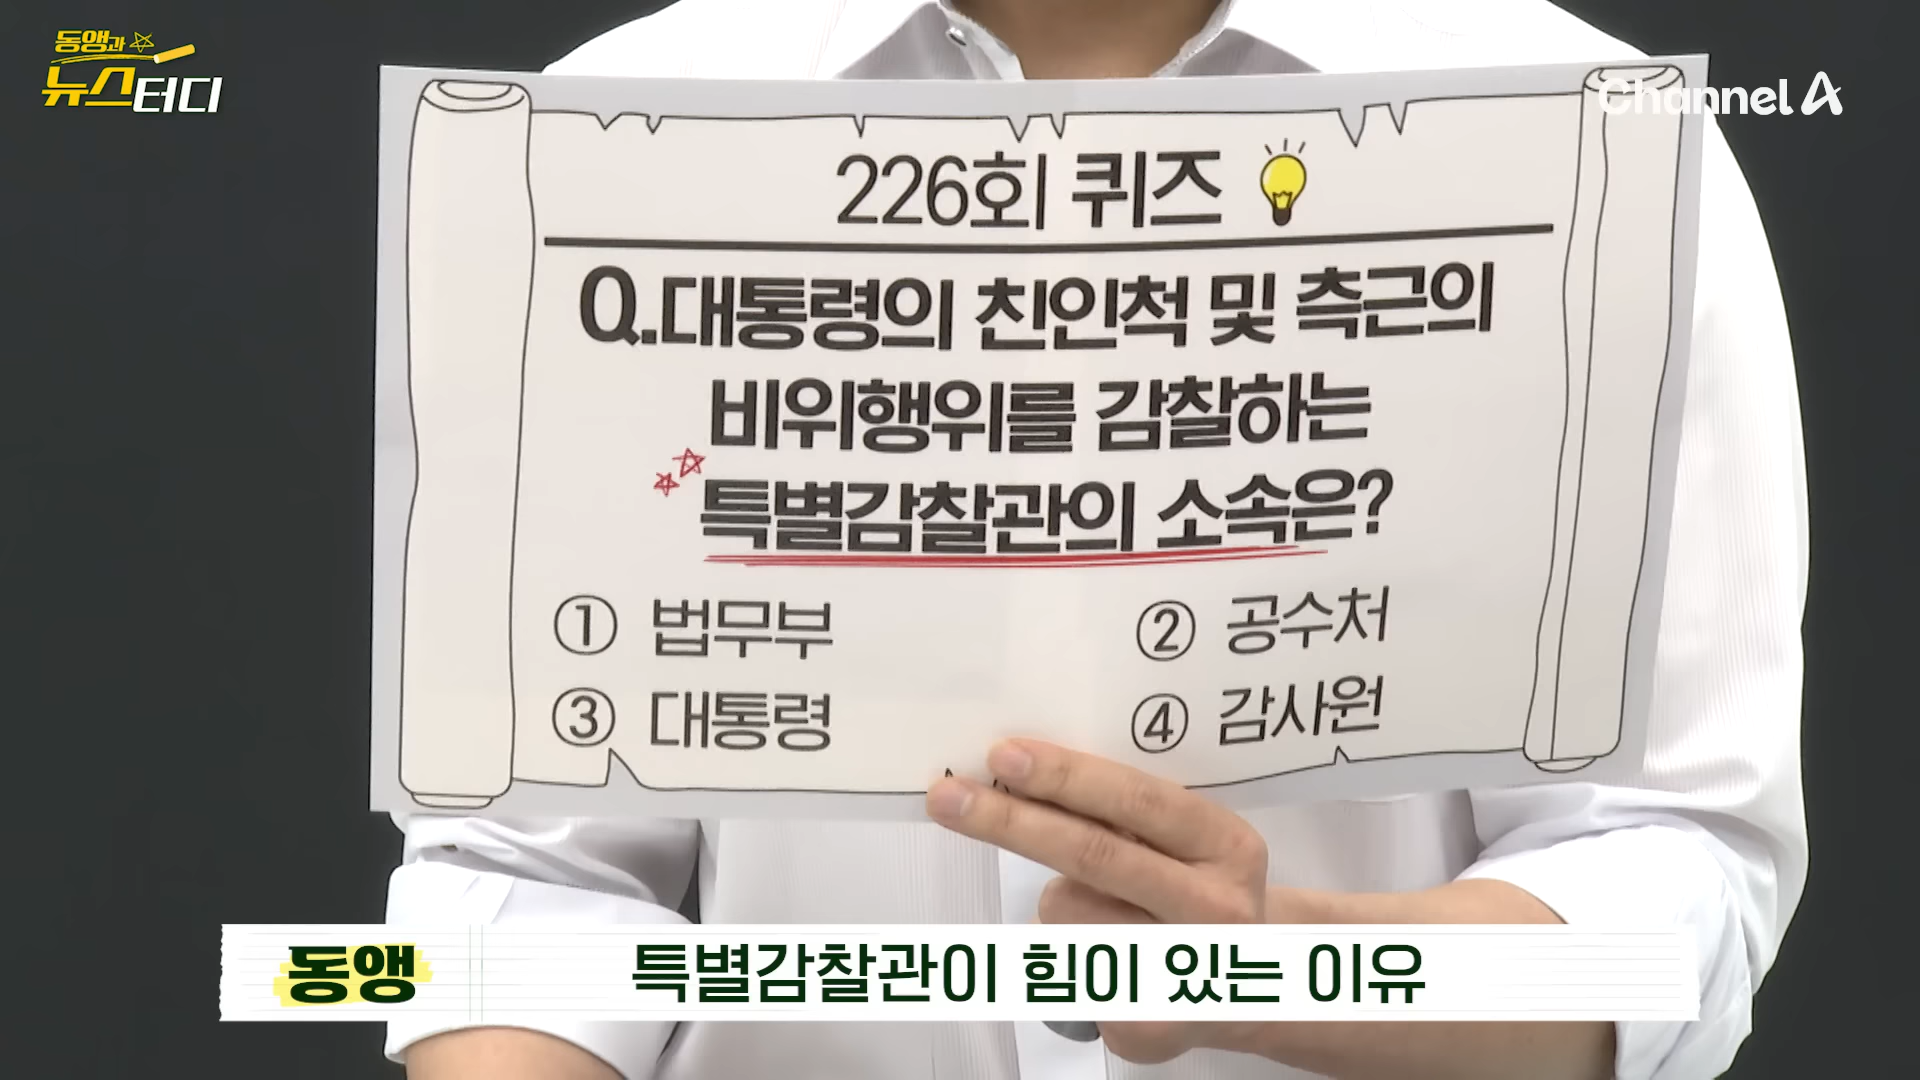 동앵과
뉴스터디
Channel A
226회 퀴즈
Q.대통령의 친인척 및 측근의
비위행위를 감찰하는
특별감찰관의 소속은?
① 법무부
② 공수처
③ 대통령
④ 감사원
동앵 특별감찰관이 힘이 있는 이유